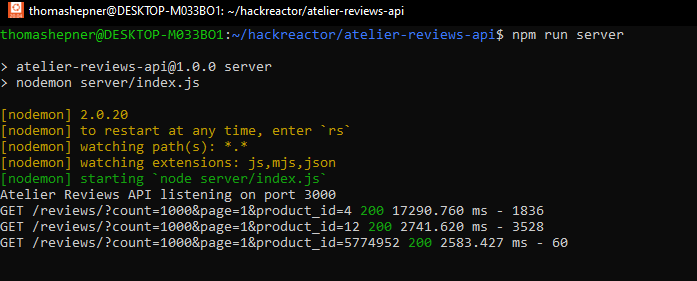 thomashepner@DESKTOP-M033BO1: ~/hackreactor/atelier-reviews-api
thomashepner@DESKTOP-M033BO1:~/hackreactor/atelier-reviews-api$ npm run server
> atelier-reviews-api@1.0.0 server
> nodemon server/index.js
[nodemon] 2.0.20
[nodemon] to restart at any time, enter `rs`
[nodemon] watching path(s): *.*
[nodemon] watching extensions: js,mjs,json
[nodemon] starting `node server/index.js`
Atelier Reviews API listening on port 3000
GET /reviews/?count=1000&page=1&product_id=4 200 17290.760 ms - 1836
GET /reviews/?count=1000&page=1&product_id=12 200 2741.620 ms - 3528
GET /reviews/?count=1000&page=1&product_id=5774952 200 2583.427 ms - 60